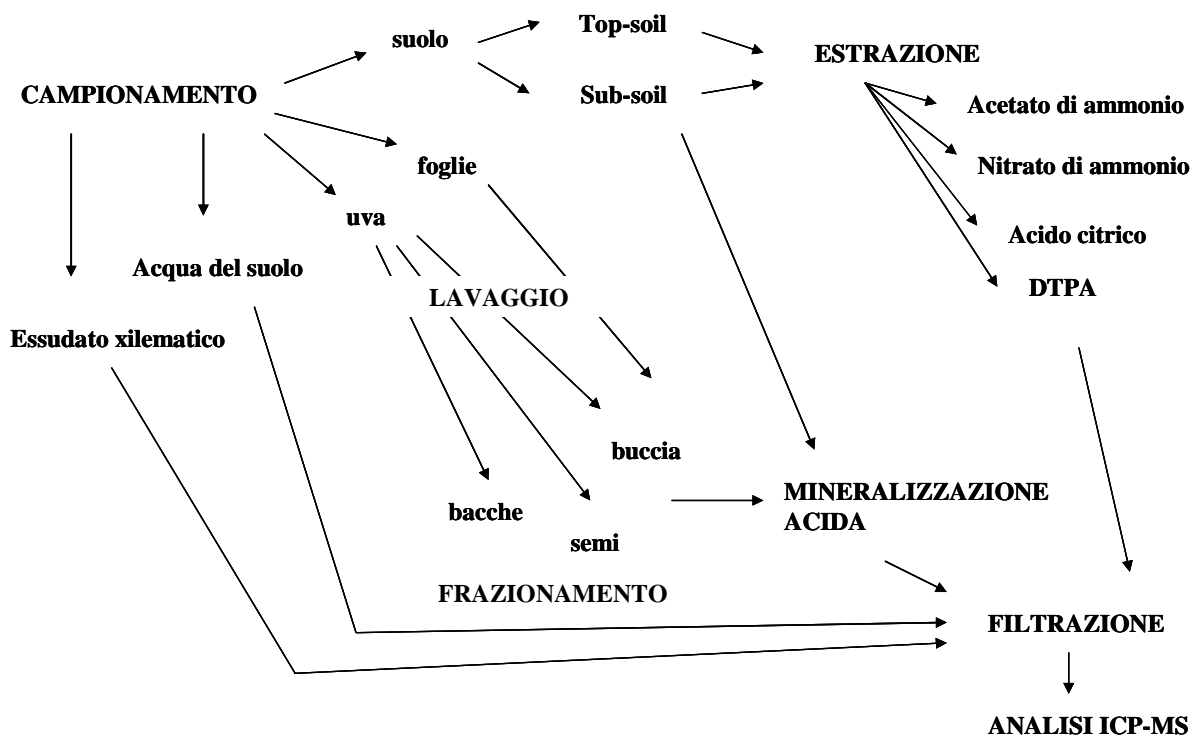 suolo
Top-soil
ESTRAZIONE
CAMPIONAMENTO
Sub-soil
Acetato di ammonio
foglie
Nitrato di ammonio
uva
Acido citrico
Acqua del suolo
DTPA
LAVAGGIO
Essudato xilematico
buccia
MINERALIZZAZIONE
ACIDA
bacche
semi
FRAZIONAMENTO
FILTRAZIONE
ANALISI ICP-MS